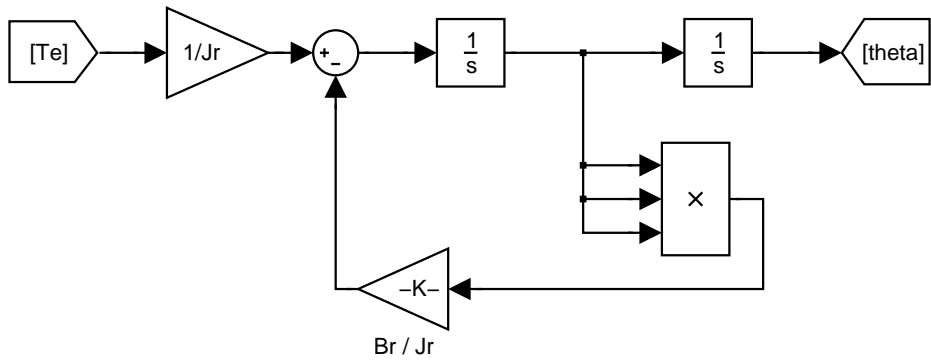 [Te]
1/Jr
+
–
1
s
1
s
[theta]
×
–K–
Br / Jr